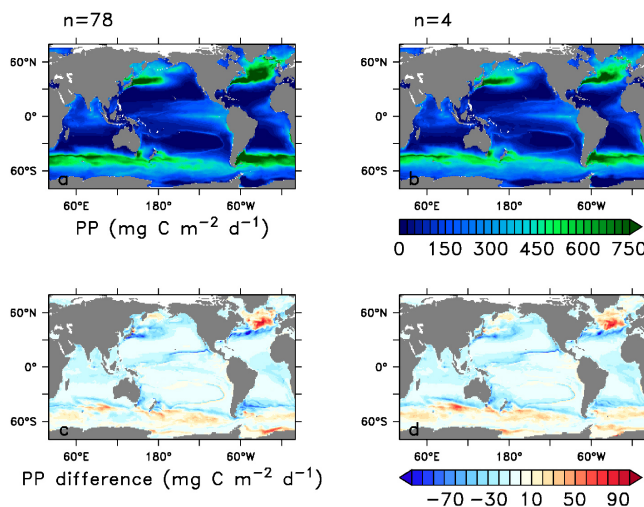 n=78 n=4
60°N 60°N
0° 0°
60°S 60°S
a b
60°E 180° 60°W 60°E 180° 60°W
PP (mg C m−2 d−1)
0 150 300 450 600 750
60°N 60°N
0° 0°
60°S 60°S
c d
60°E 180° 60°W 60°E 180° 60°W
PP difference (mg C m−2 d−1)
−70 −30 10 50 90